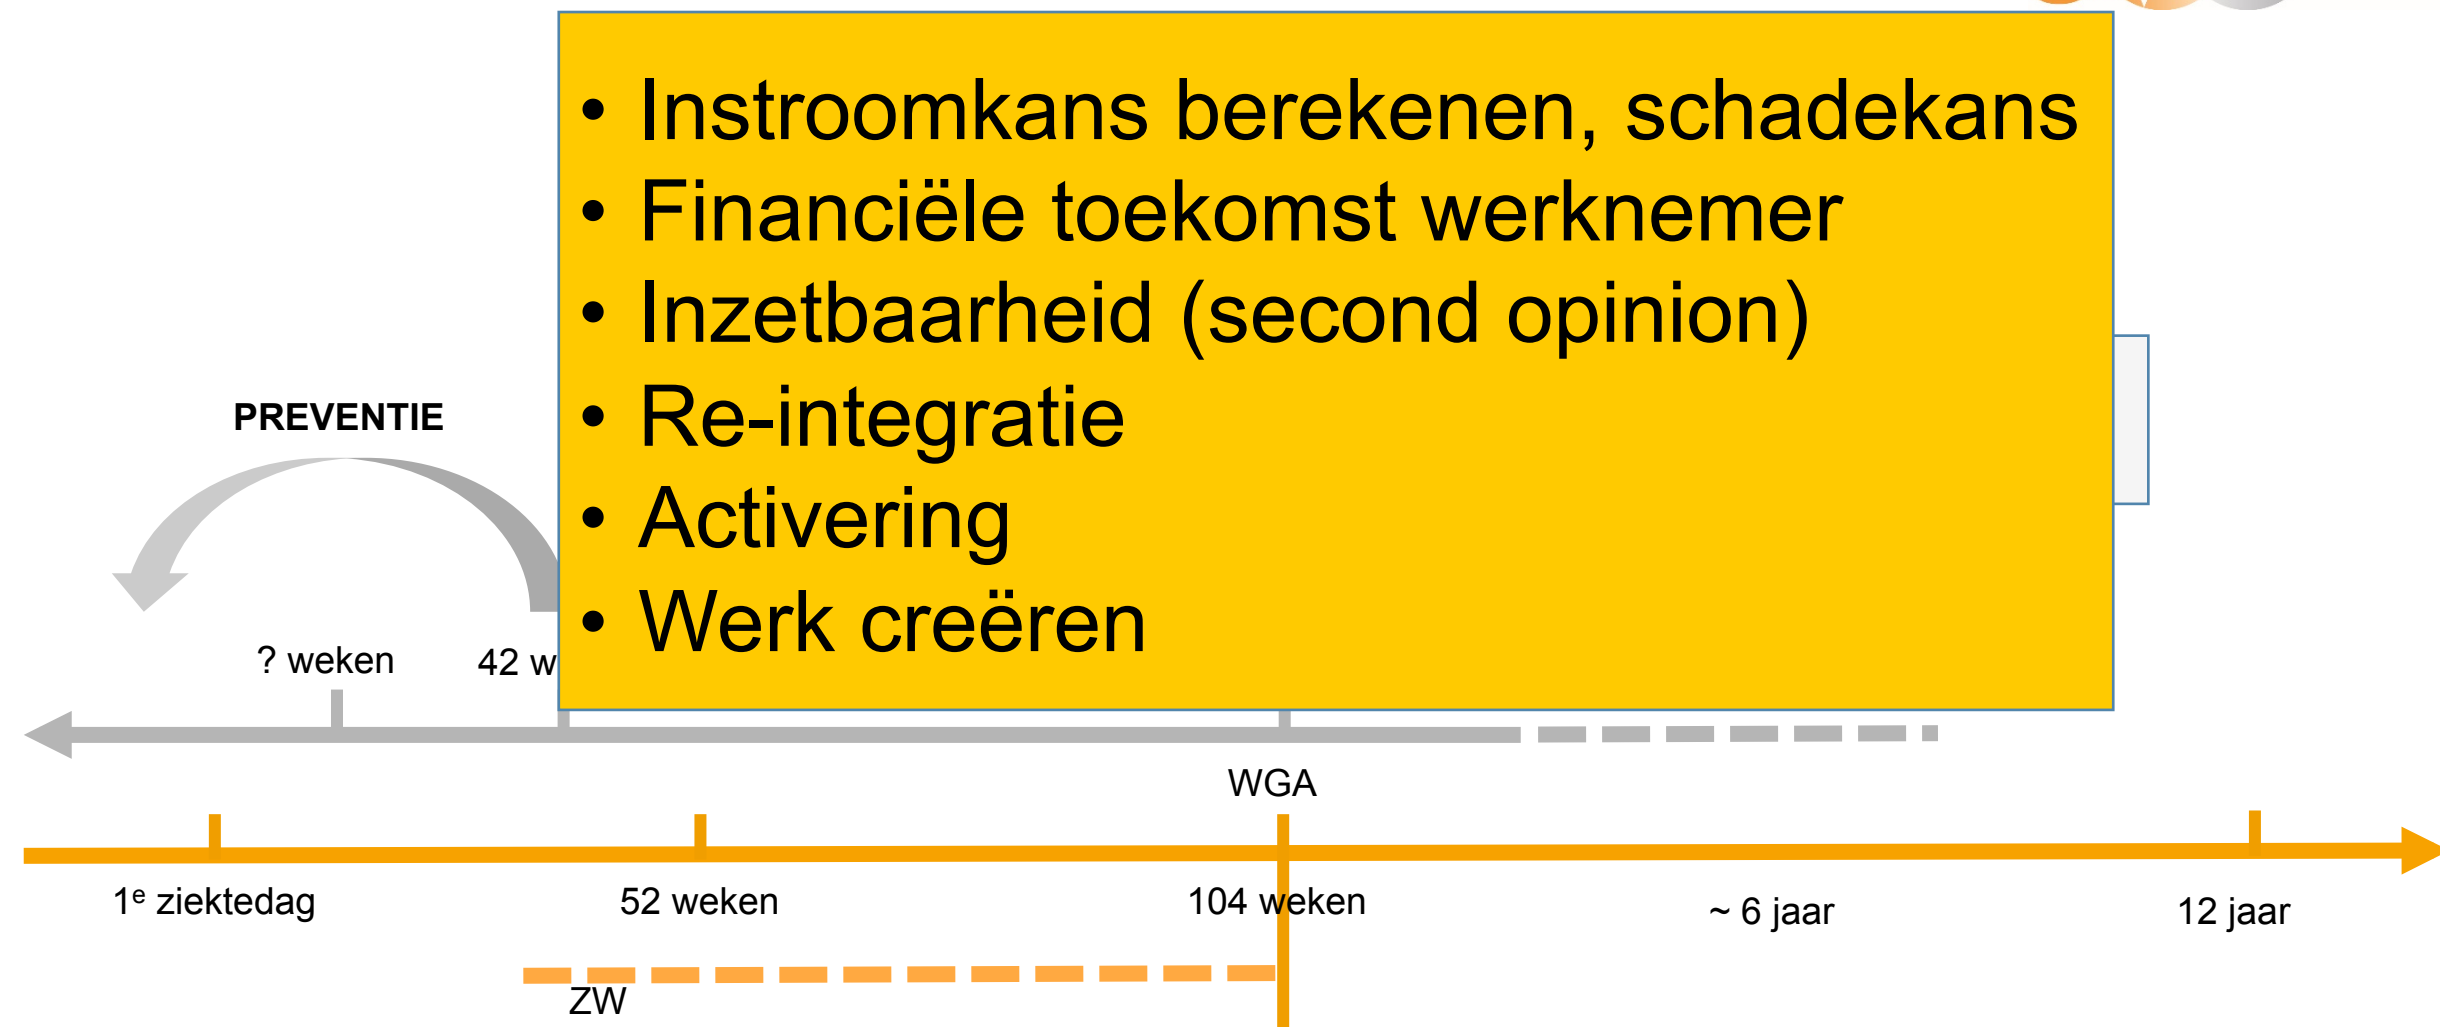 • Instroomkans berekenen, schadekans
• Financiële toekomst werknemer
• Inzetbaarheid (second opinion)
• Re-integratie
• Activering
• Werk creëren
PREVENTIE
? weken
42 w
WGA
1e ziektedag
52 weken
104 weken
~ 6 jaar
12 jaar
ZW